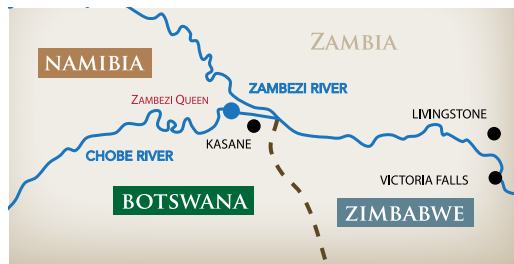 ZAMBIA
NAMIBIA
ZAMBEZI RIVER
ZAMBEZI QUEEN
LIVINGSTONE
KASANE
CHOBE RIVER
VICTORIA FALLS
BOTSWANA
ZIMBABWE